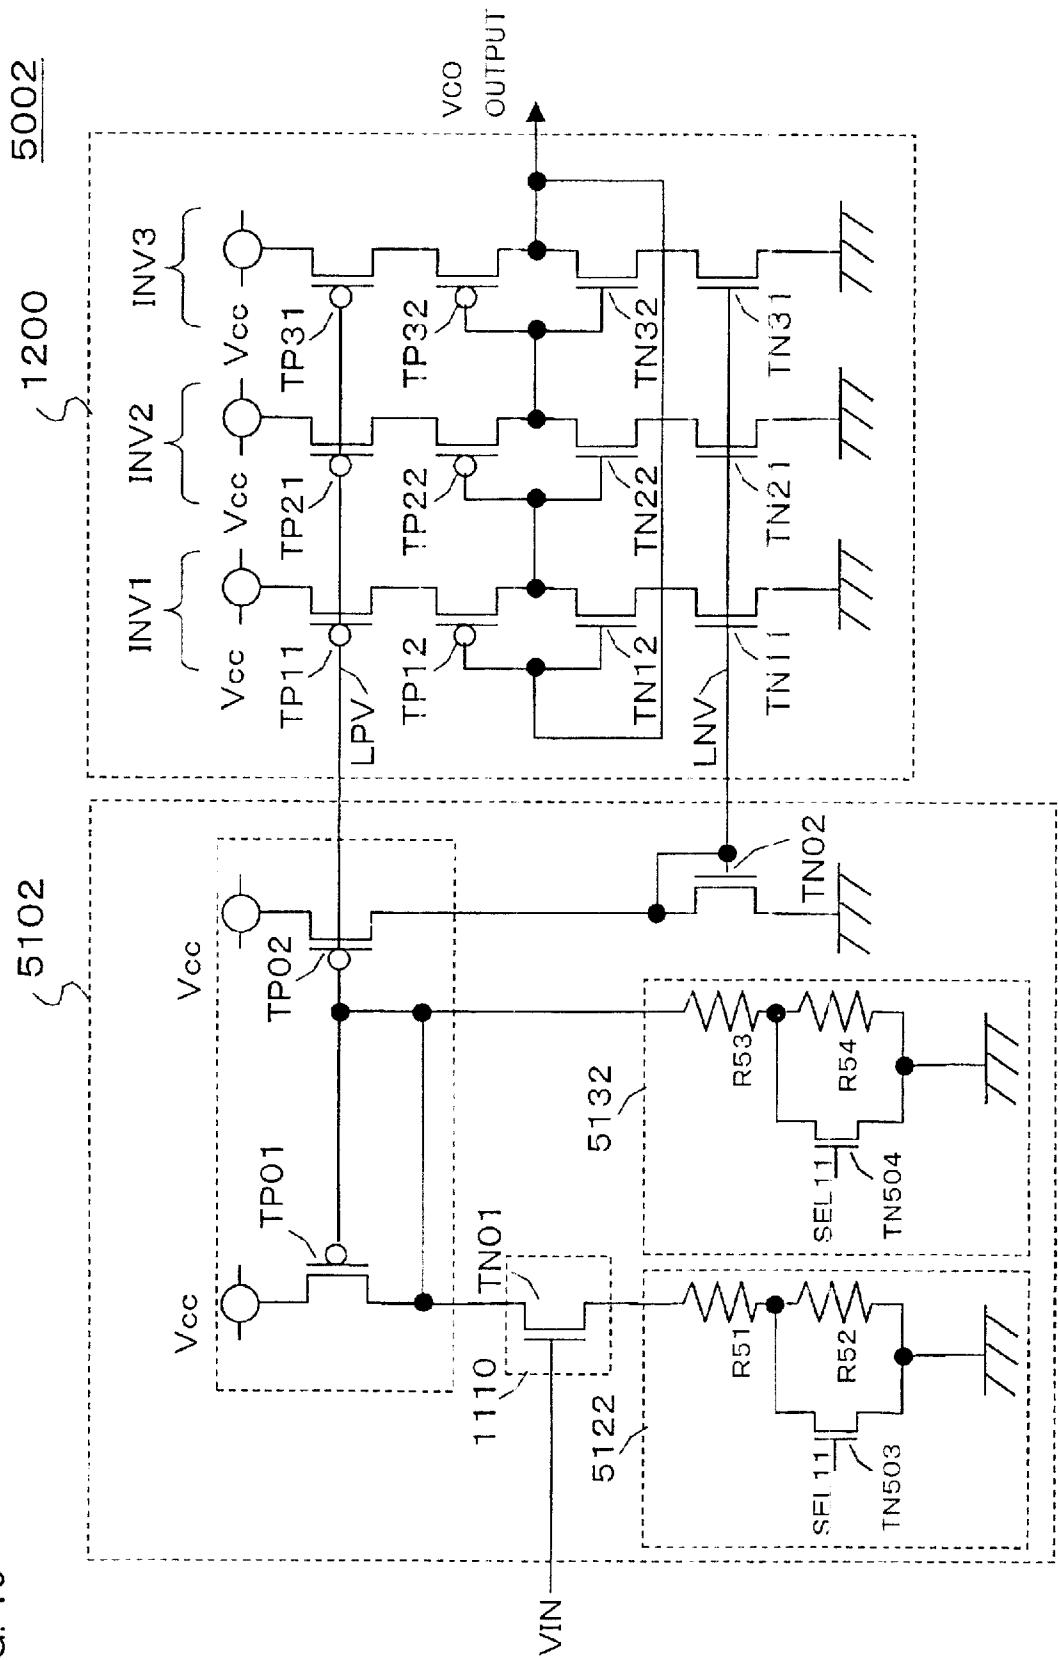 5002
5102
1200
INV1
INV2
INV3
Vcc
Vcc
Vcc
Vcc
Vcc
TP01
TP02
TP11
TP21
TP31
LPV
TP12
TP22
TP32
VCO
OUTPUT
VIN
1110
TN01
TN12
TN22
TN32
LNV
TN02
TN11
TN21
TN31
5122
R51
R52
SEL11
TN503
5132
R53
R54
SEL11
TN504